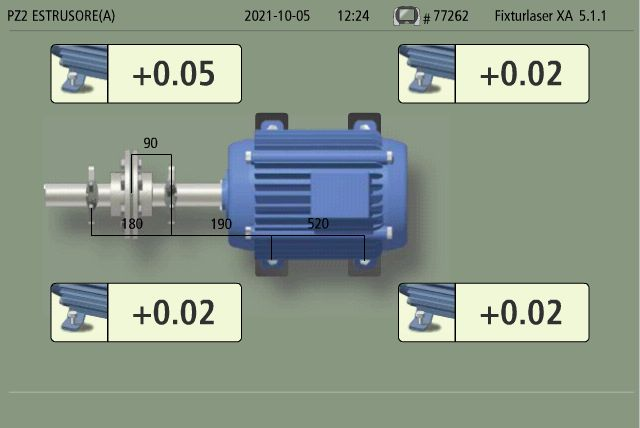 PZ2 ESTRUSORE(A) 2021-10-05 12:24 # 77262 Fixturlaser XA 5.1.1
+0.05 +0.02
90
180 190 520
+0.02 +0.02